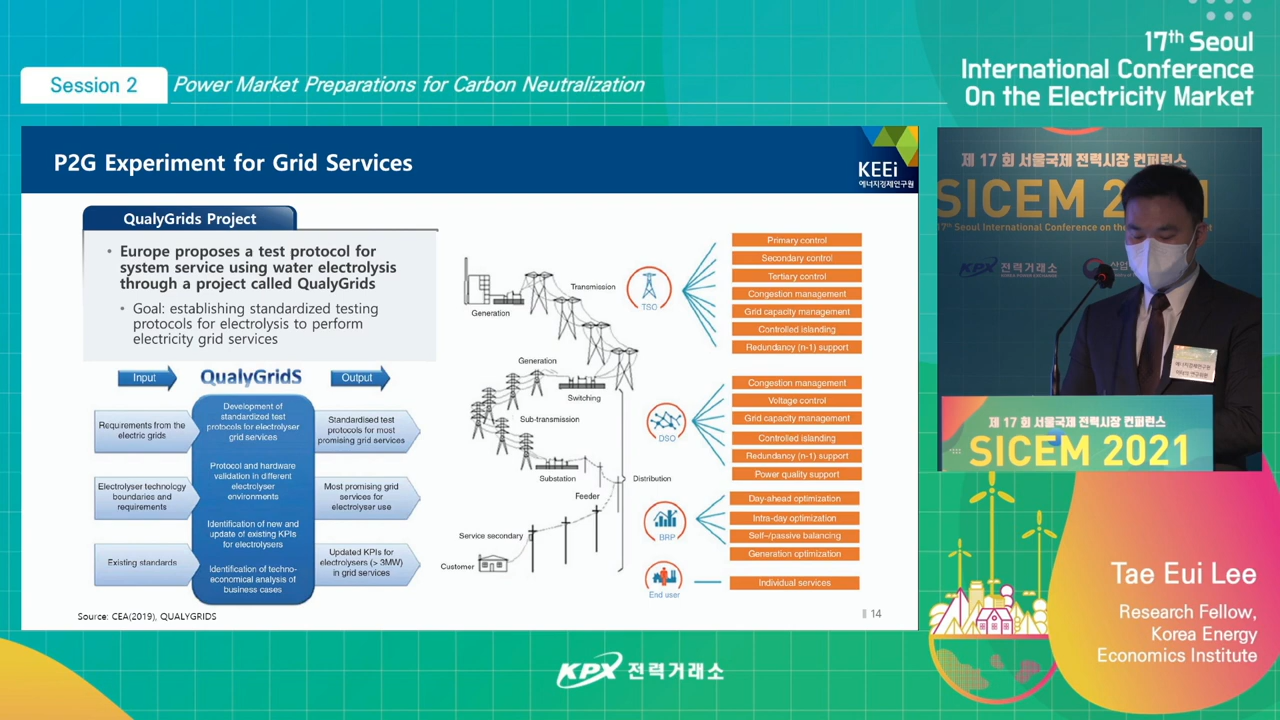 17th Seoul
International Conference
On the Electricity Market
Session 2
Power Market Preparations for Carbon Neutralization
P2G Experiment for Grid Services
KEEi
에너지경제연구원
QualyGrids Project
• Europe proposes a test protocol for
system service using water electrolysis
through a project called QualyGrids
• Goal: establishing standardized testing
protocols for electrolysis to perform
electricity grid services
Input
QualyGridS
Output
Requirements from the
electric grids
Electrolyser technology
boundaries and
requirements
Existing standards
Development of
standardized test
protocols for electrolyser
grid services
Protocol and hardware
validation in different
electrolyser
environments
Identification of new and
update of existing KPIs
for electrolysers
Identification of techno-
economical analysis of
business cases
Standardised test
protocols for most
promising grid services
Most promising grid
services for
electrolyser use
Updated KPIs for
electrolysers (> 3MW)
in grid services
Generation
Transmission
Generation
Switching
Sub-transmission
Substation
Distribution
Feeder
Service secondary
Customer
TSO
Primary control
Secondary control
Tertiary control
Congestion management
Grid capacity management
Controlled islanding
Redundancy (n-1) support
DSO
Congestion management
Voltage control
Grid capacity management
Controlled islanding
Redundancy (n-1) support
Power quality support
BRP
Day-ahead optimization
Intra-day optimization
Self-/passive balancing
Generation optimization
End user
Individual services
Source: CEA(2019), QUALYGRIDS
14
제 17 회 서울국제 전력시장 컨퍼런스
SICEM 2
17th Seoul International Conference on the
KPX 전력거래소
제 17 회 서울국제 전력시장 컨퍼런스
SICEM 2021
에너지경제연구원
Tae Eui Lee
Research Fellow,
Korea Energy
Economics Institute
KPX 전력거래소